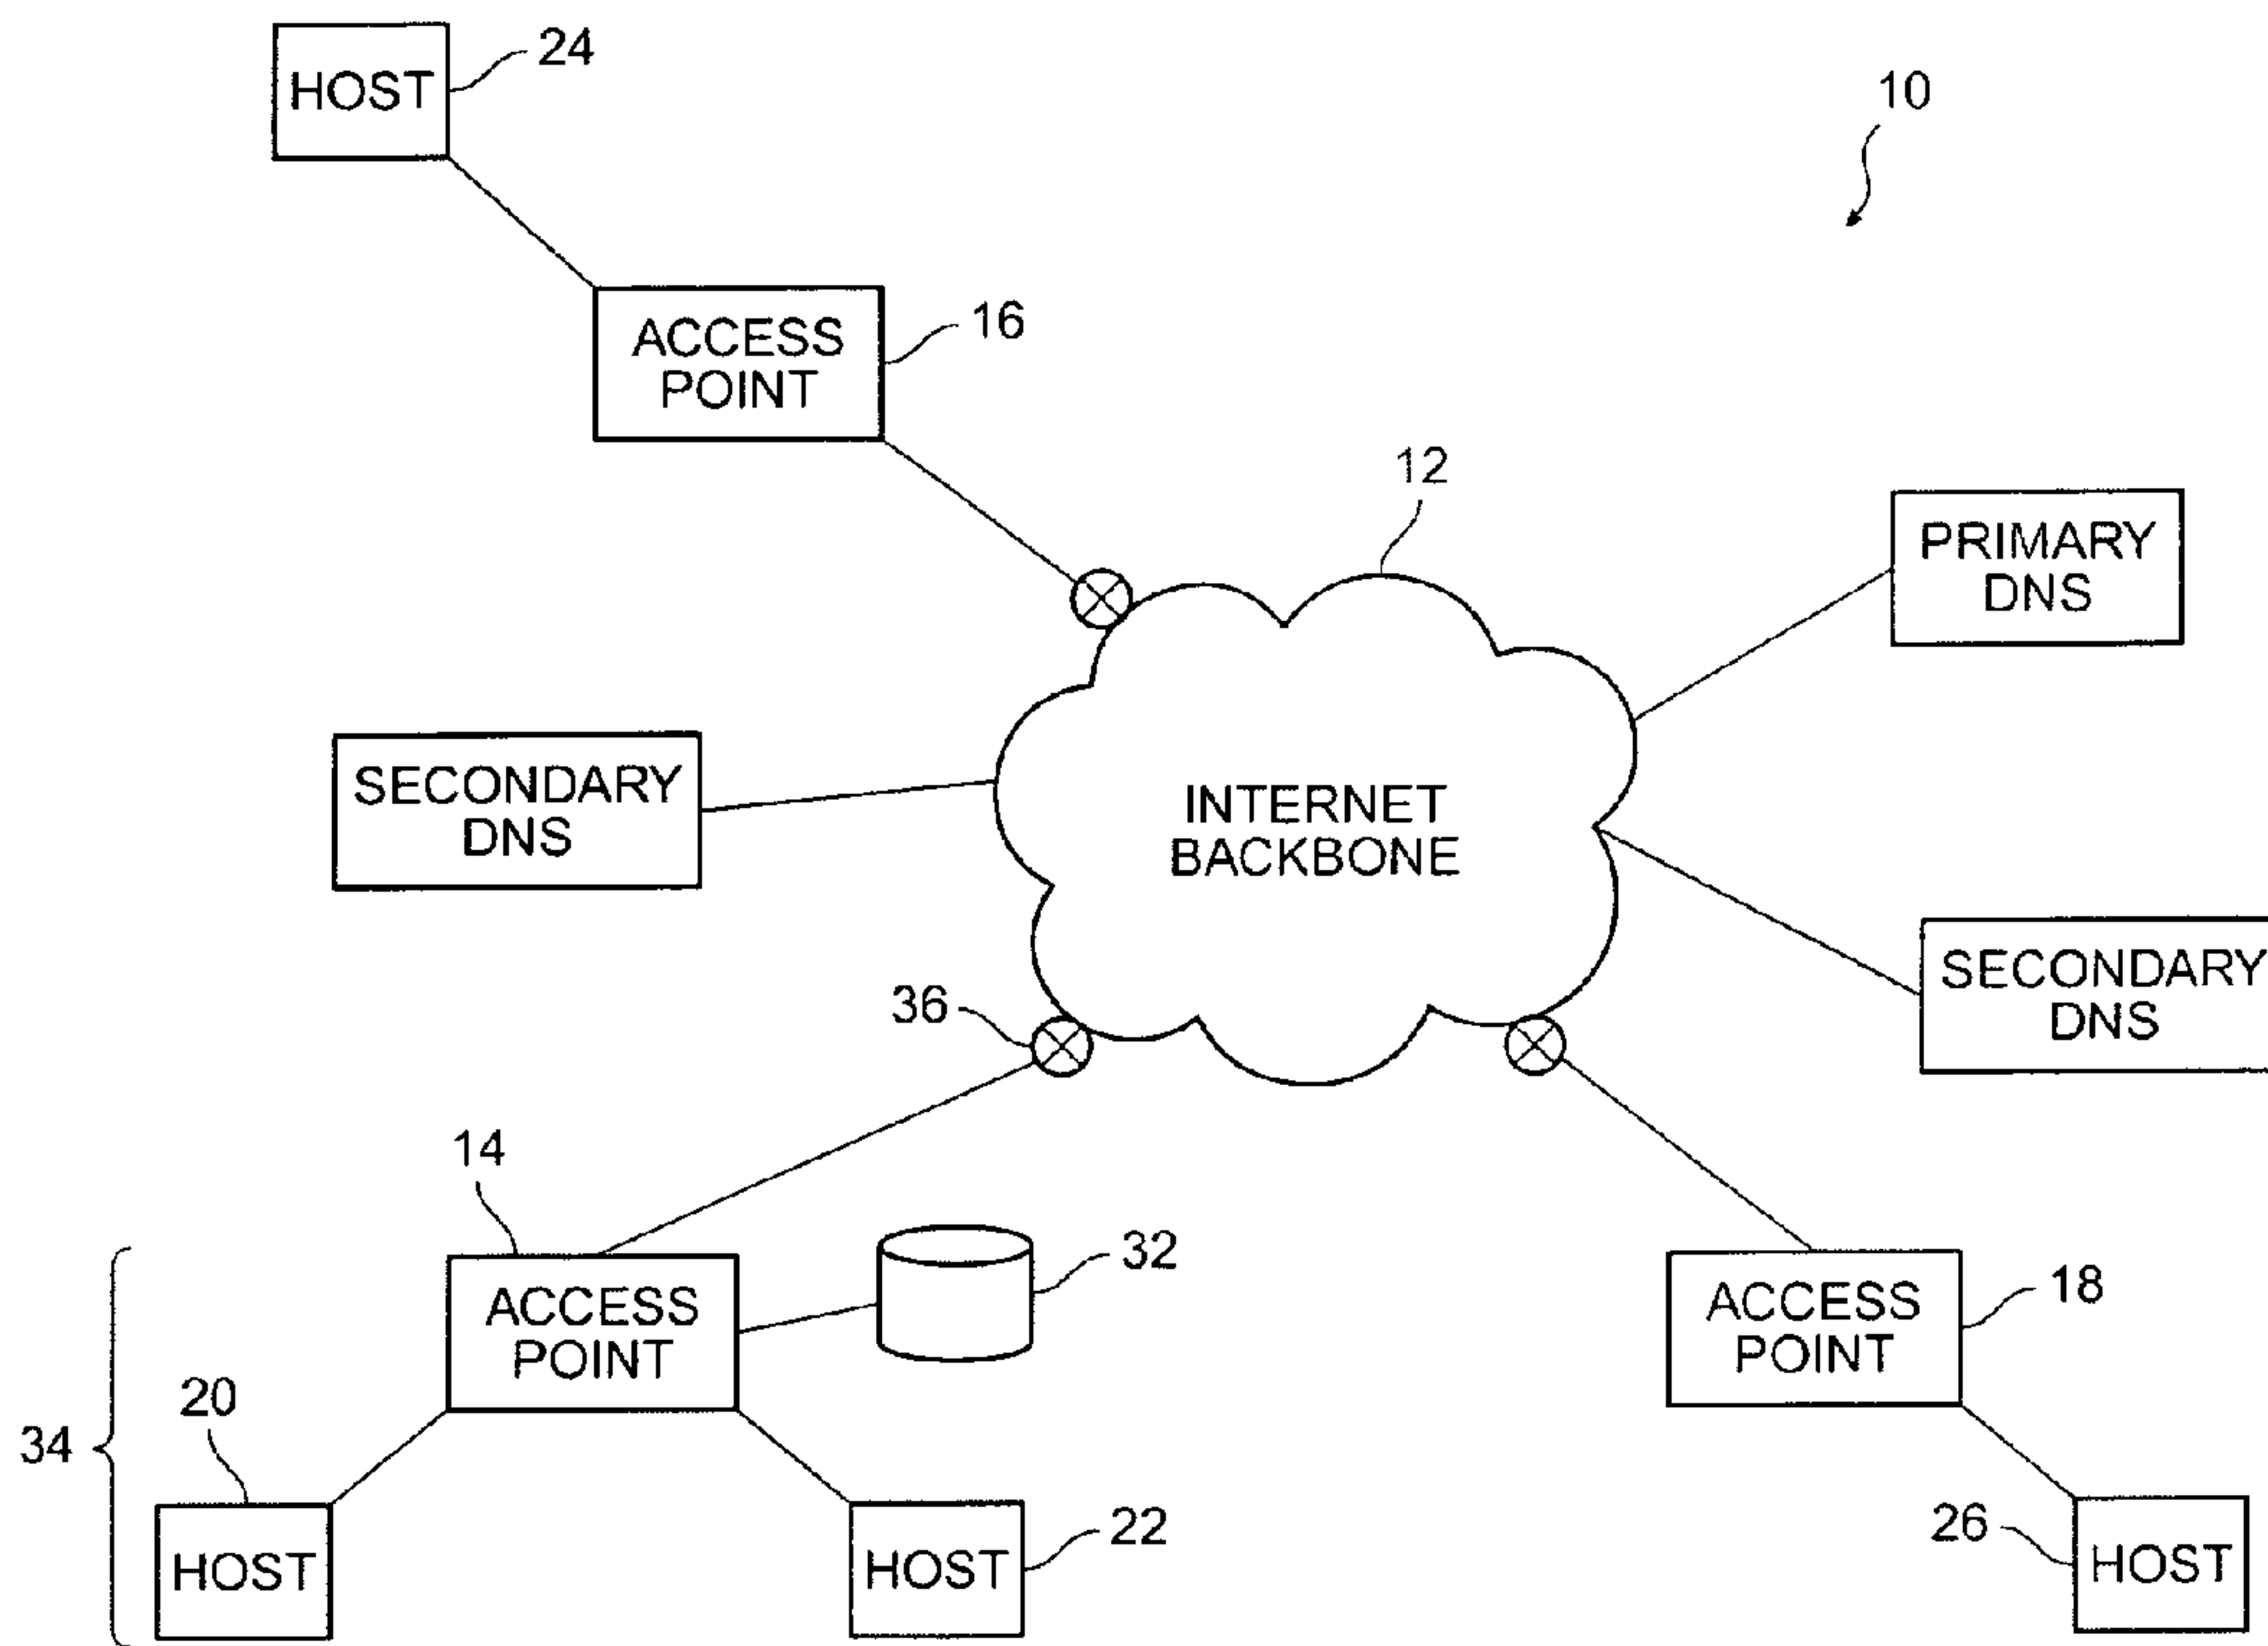 HOST
24
10
ACCESS
POINT
16
12
PRIMARY
DNS
SECONDARY
DNS
INTERNET
BACKBONE
SECONDARY
DNS
36
14
ACCESS
POINT
32
ACCESS
POINT
18
34
20
HOST
HOST
22
26
HOST